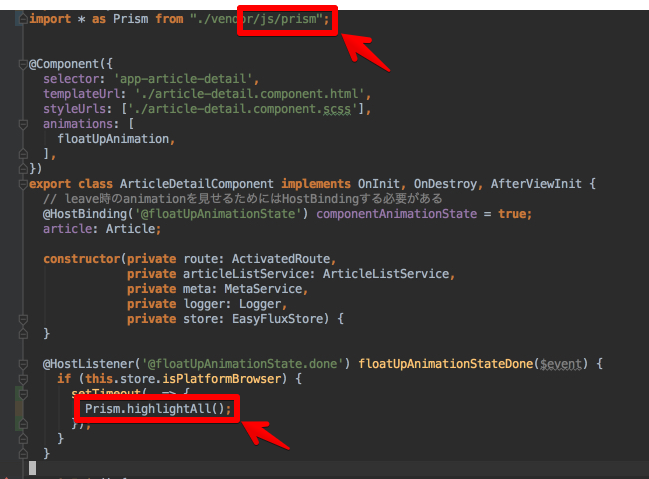 import * as Prism from "./vendor/js/prism";
@Component({
selector: 'app-article-detail',
templateUrl: './article-detail.component.html',
styleUrls: ['./article-detail.component.scss'],
animations: [
floatUpAnimation,
],
})
export class ArticleDetailComponent implements OnInit, OnDestroy, AfterViewInit {
// leave時のanimationを見せるためにはHostBindingする必要がある
@HostBinding('@floatUpAnimationState') componentAnimationState = true;
article: Article;
constructor(private route: ActivatedRoute,
private articleListService: ArticleListService,
private meta: MetaService,
private logger: Logger,
private store: EasyFluxStore) {
}
@HostListener('@floatUpAnimationState.done') floatUpAnimationStateDone($event) {
if (this.store.isPlatformBrowser) {
setTimeout(_ => {
Prism.highlightAll();
});
}
}